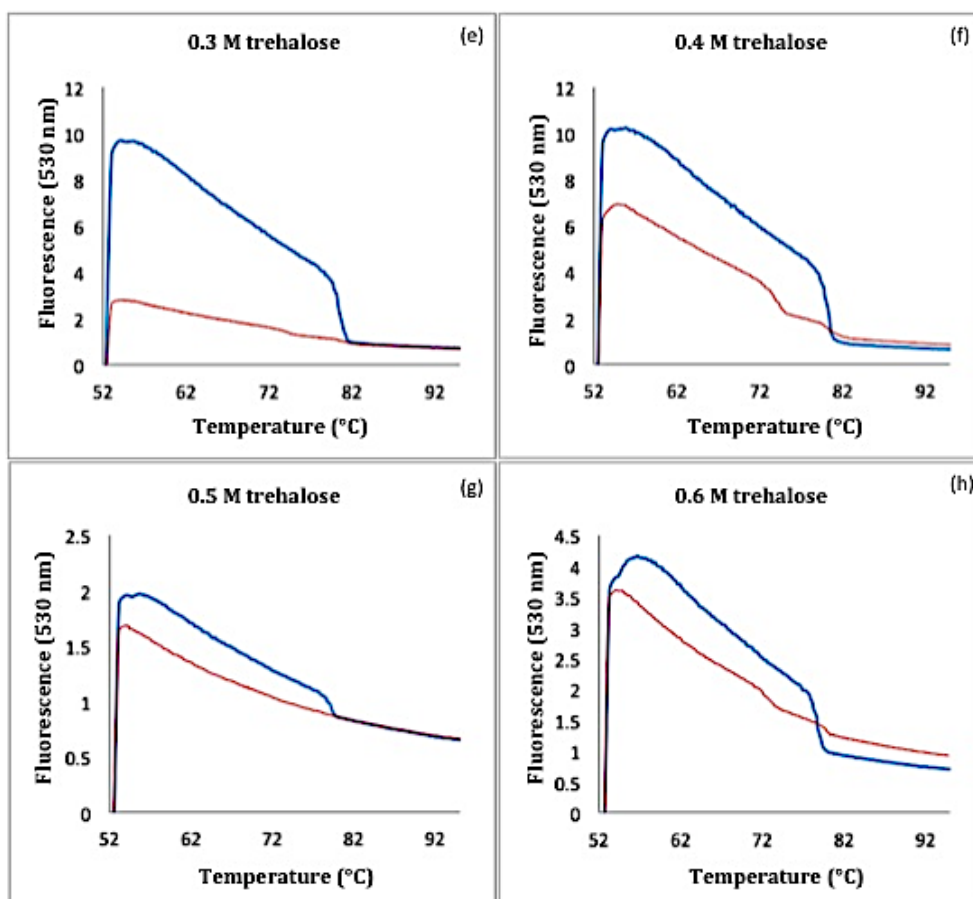 0.3 M trehalose
(e)
Fluorescence (530 nm)
12
10
8
6
4
2
0
52 62 72 82 92
Temperature (°C)
0.4 M trehalose
(f)
Fluorescence (530 nm)
12
10
8
6
4
2
0
52 62 72 82 92
Temperature (°C)
0.5 M trehalose
(g)
Fluorescence (530 nm)
2.5
2
1.5
1
0.5
0
52 62 72 82 92
Temperature (°C)
0.6 M trehalose
(h)
Fluorescence (530 nm)
4.5
4
3.5
3
2.5
2
1.5
1
0.5
0
52 62 72 82 92
Temperature (°C)